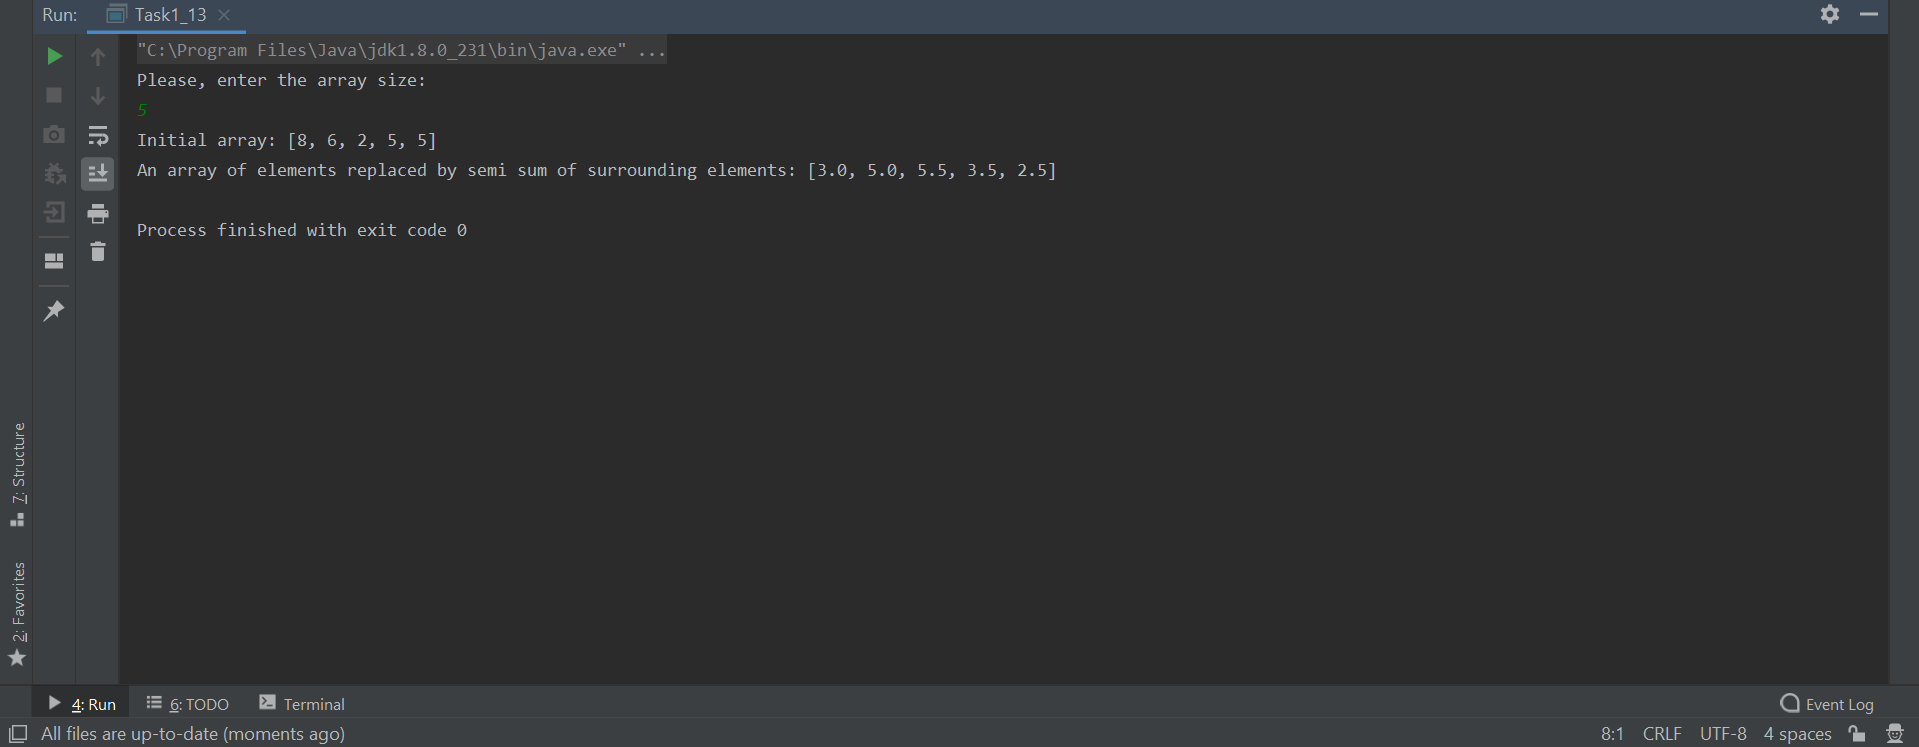 Run: Task1_13
"C:\Program Files\Java\jdk1.8.0_231\bin\java.exe" ...
Please, enter the array size:
5
Initial array: [8, 6, 2, 5, 5]
An array of elements replaced by semi sum of surrounding elements: [3.0, 5.0, 5.5, 3.5, 2.5]
Process finished with exit code 0
7: Structure
2: Favorites
4: Run 6: TODO Terminal Event Log
All files are up-to-date (moments ago) 8:1 CRLF UTF-8 4 spaces